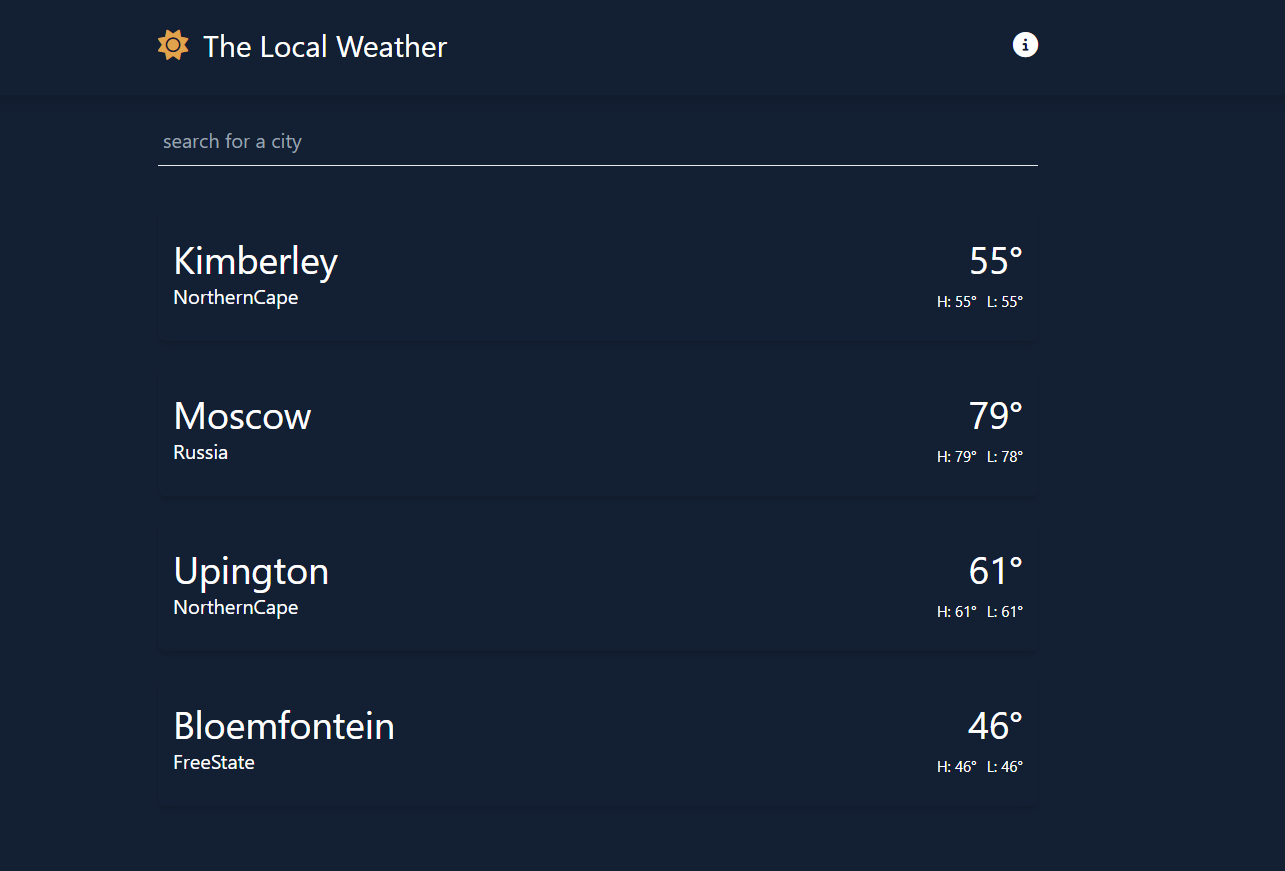 The Local Weather
search for a city
Kimberley 55°
NorthernCape H: 55° L: 55°
Moscow 79°
Russia H: 79° L: 78°
Upington 61°
NorthernCape H: 61° L: 61°
Bloemfontein 46°
FreeState H: 46° L: 46°